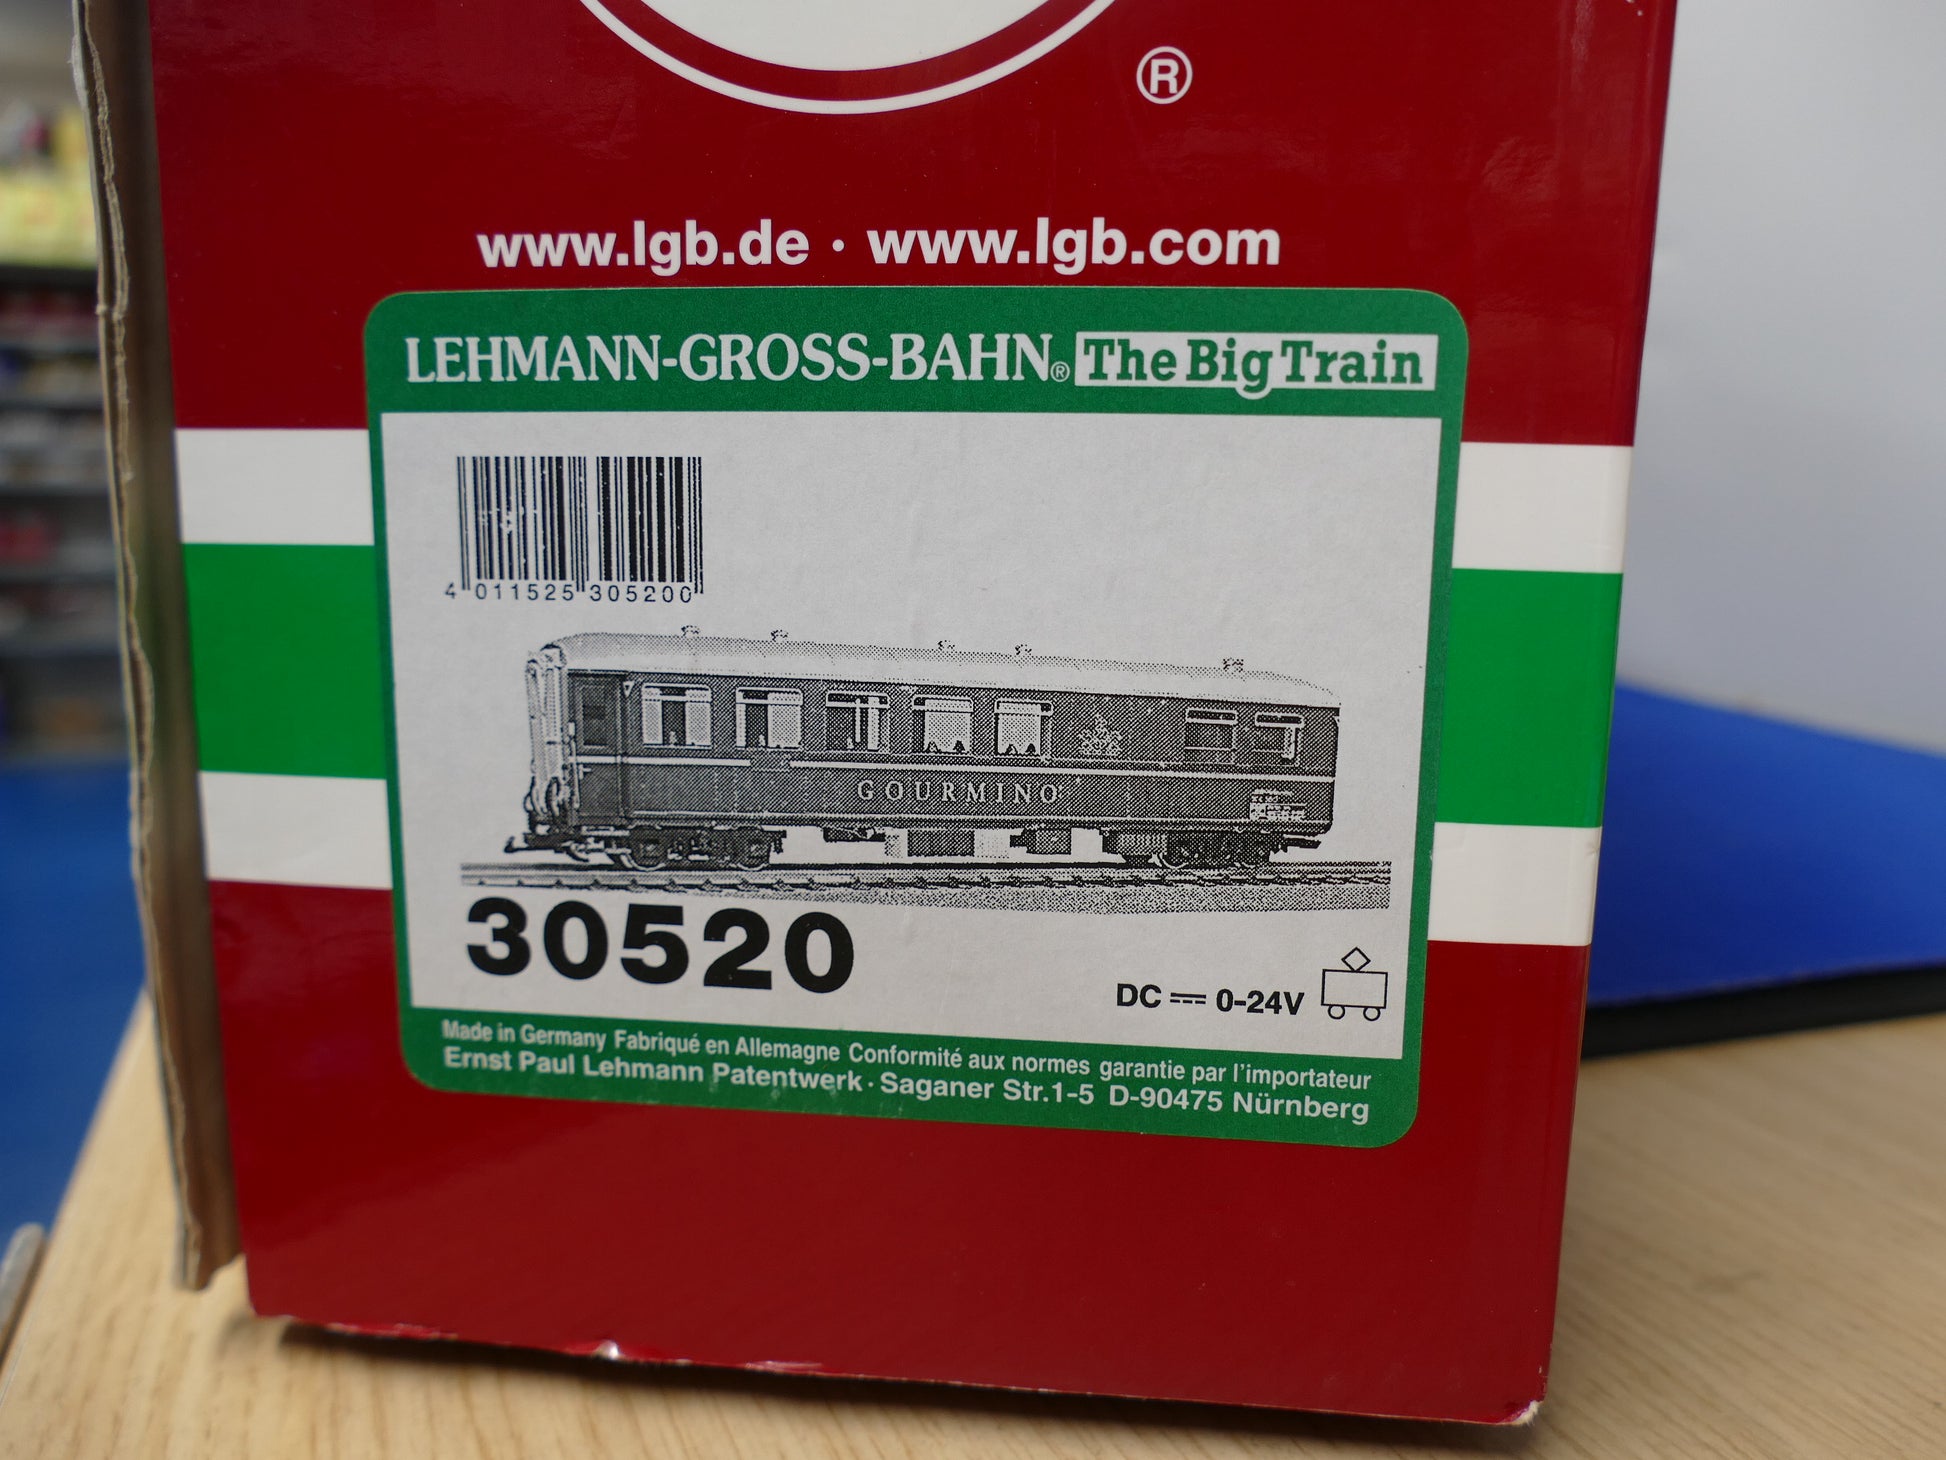 ®
www.lgb.de · www.lgb.com
LEHMANN-GROSS-BAHN® The Big Train
4 011525 305200
GOURMINO
30520
DC 0-24V
Made in Germany Fabriqué en Allemagne Conformité aux normes garantie par l'importateur
Ernst Paul Lehmann Patentwerk · Saganer Str.1-5 D-90475 Nürnberg